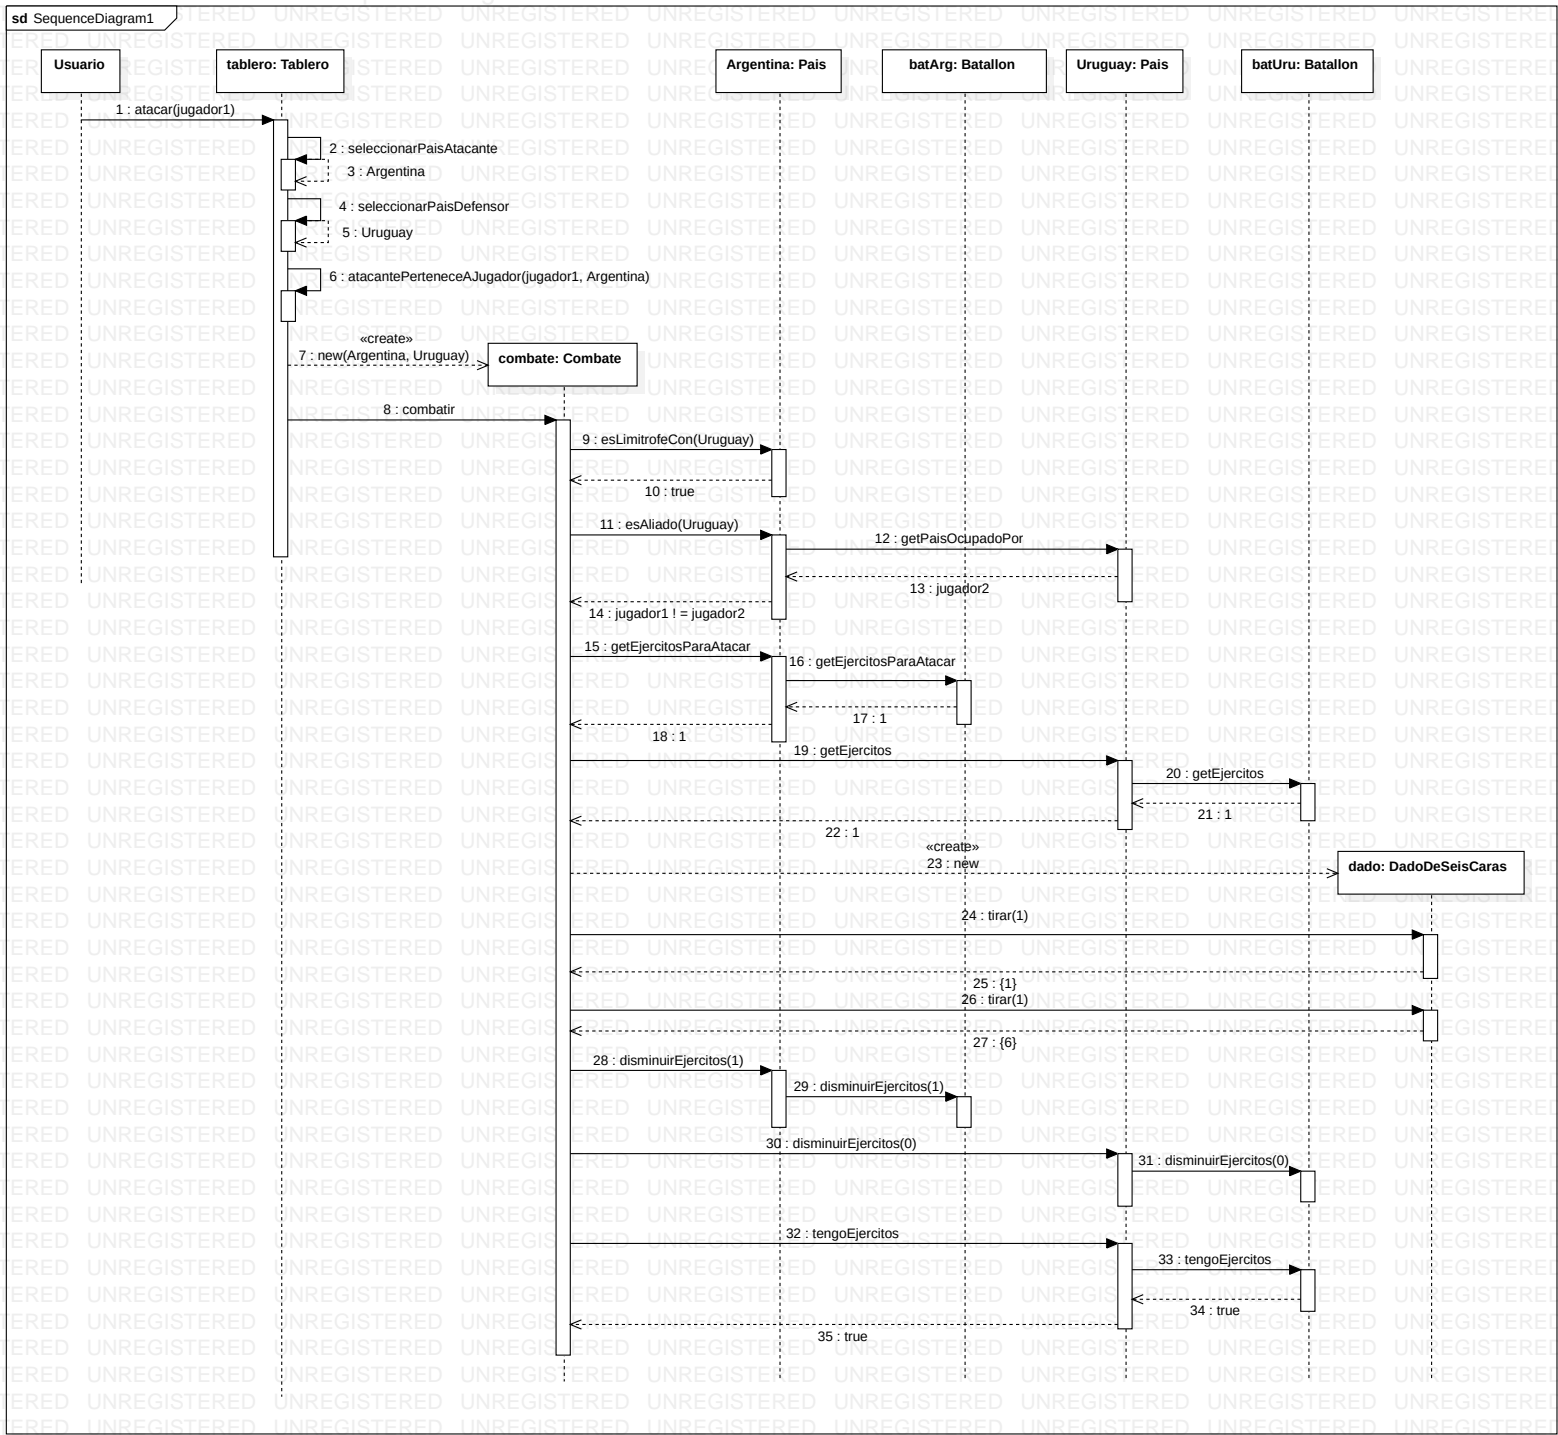 sd SequenceDiagram1
Usuario
tablero: Tablero
Argentina: Pais
batArg: Batallon
Uruguay: Pais
batUru: Batallon
1 : atacar(jugador1)
2 : seleccionarPaisAtacante
3 : Argentina
4 : seleccionarPaisDefensor
5 : Uruguay
6 : atacantePerteneceAJugador(jugador1, Argentina)
«create»
7 : new(Argentina, Uruguay)
combate: Combate
8 : combatir
9 : esLimitrofeCon(Uruguay)
10 : true
11 : esAliado(Uruguay)
12 : getPaisOcupadoPor
13 : jugador2
14 : jugador1 ! = jugador2
15 : getEjercitosParaAtacar
16 : getEjercitosParaAtacar
17 : 1
18 : 1
19 : getEjercitos
20 : getEjercitos
21 : 1
22 : 1
«create»
23 : new
dado: DadoDeSeisCaras
24 : tirar(1)
25 : {1}
26 : tirar(1)
27 : {6}
28 : disminuirEjercitos(1)
29 : disminuirEjercitos(1)
30 : disminuirEjercitos(0)
31 : disminuirEjercitos(0)
32 : tengoEjercitos
33 : tengoEjercitos
34 : true
35 : true